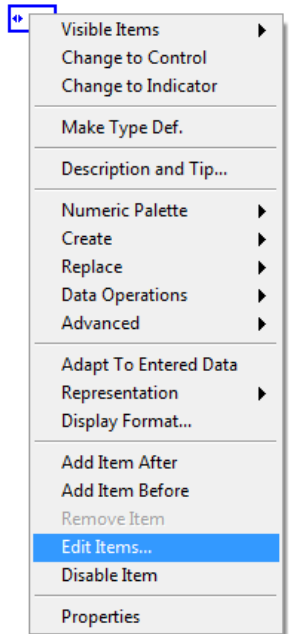 Visible Items
Change to Control
Change to Indicator
Make Type Def.
Description and Tip...
Numeric Palette
Create
Replace
Data Operations
Advanced
Adapt To Entered Data
Representation
Display Format...
Add Item After
Add Item Before
Remove Item
Edit Items...
Disable Item
Properties